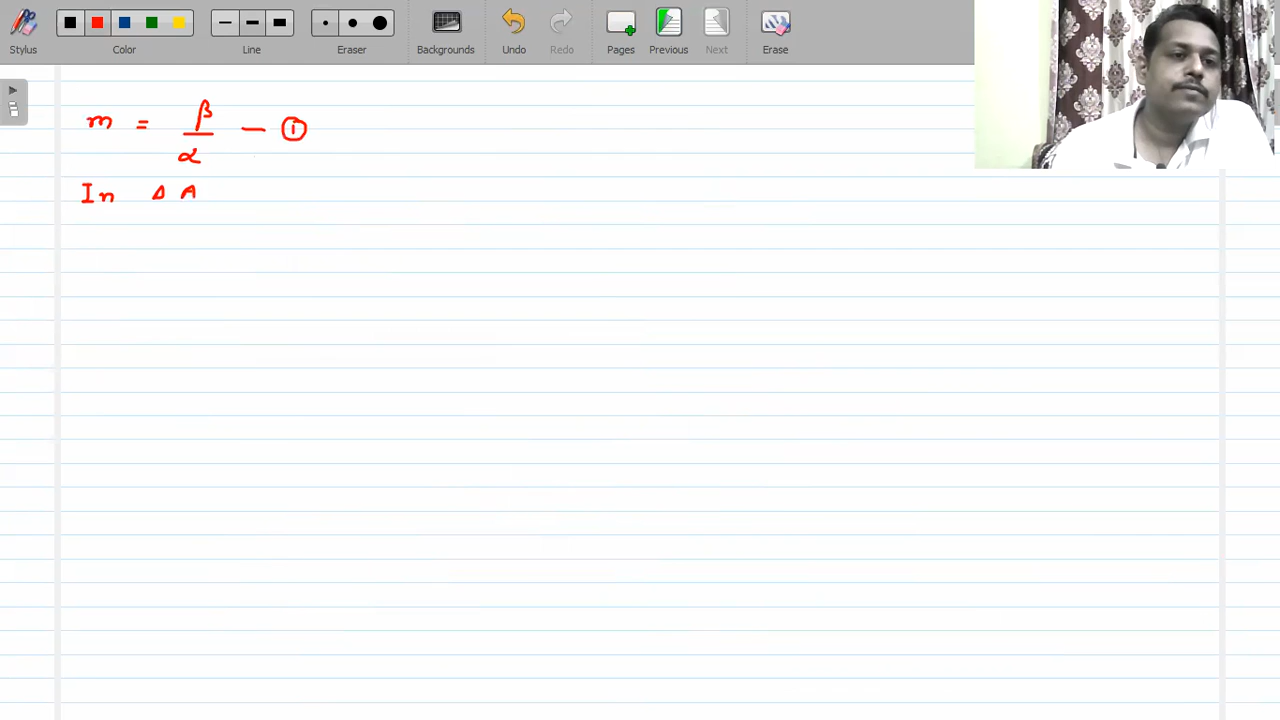 Stylus
Color
Line
Eraser
Backgrounds
Undo
Redo
Pages
Previous
Next
Erase
m = β/α — ①
In Δ A